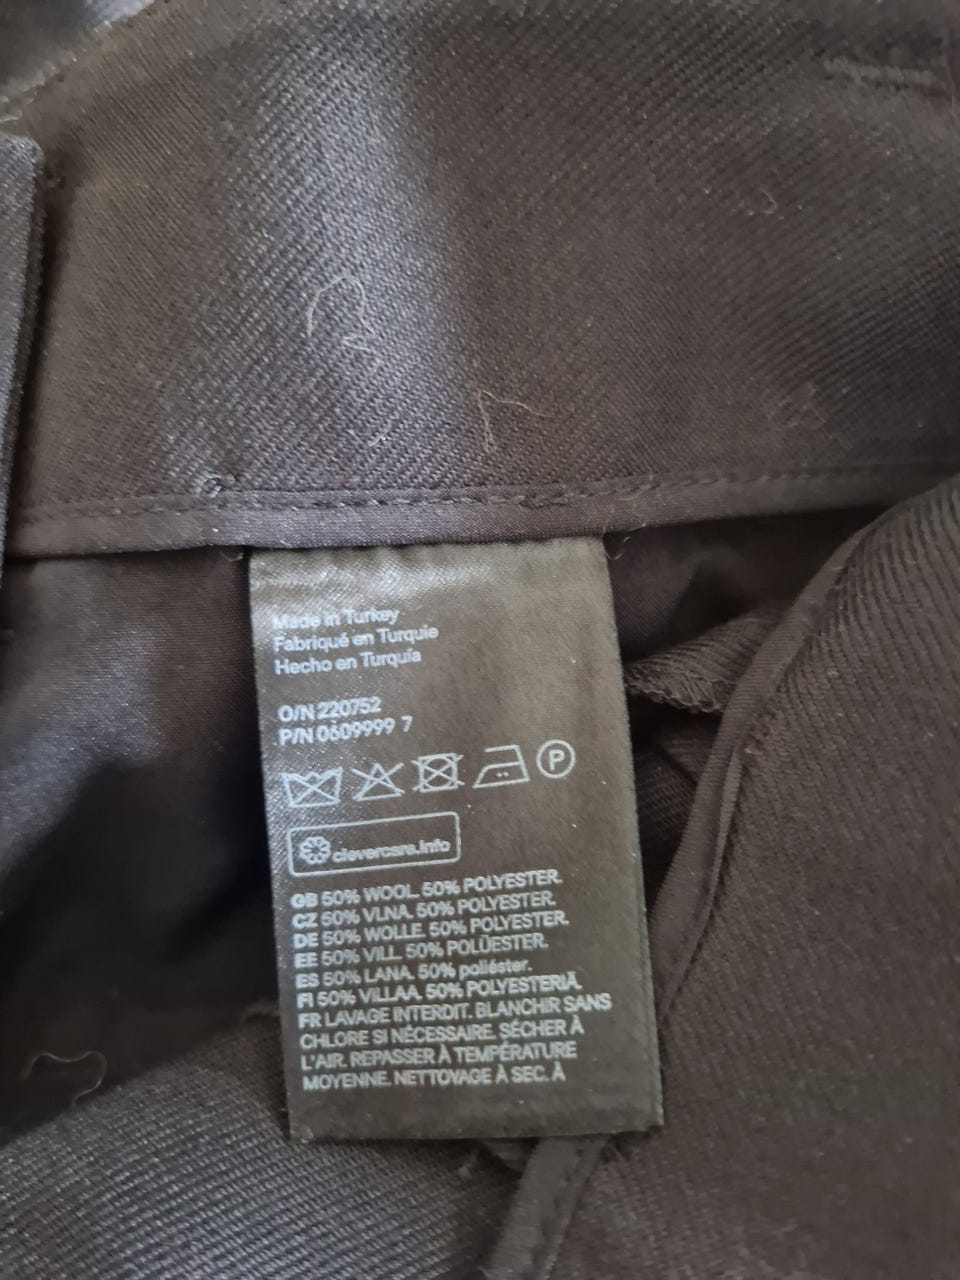 Made in Turkey
Fabriqué en Turquie
Hecho en Turquía
O/N 220752
P/N 0609999 7
P
clevercare.info
GB 50% WOOL. 50% POLYESTER.
CZ 50% VLNA. 50% POLYESTER.
DE 50% WOLLE. 50% POLYESTER.
EE 50% VILL. 50% POLÜESTER.
ES 50% LANA. 50% poliéster.
FI 50% VILLAA. 50% POLYESTERIÄ.
FR LAVAGE INTERDIT. BLANCHIR SANS
CHLORE SI NÉCESSAIRE. SÉCHER À
L'AIR. REPASSER À TEMPÉRATURE
MOYENNE. NETTOYAGE À SEC. À